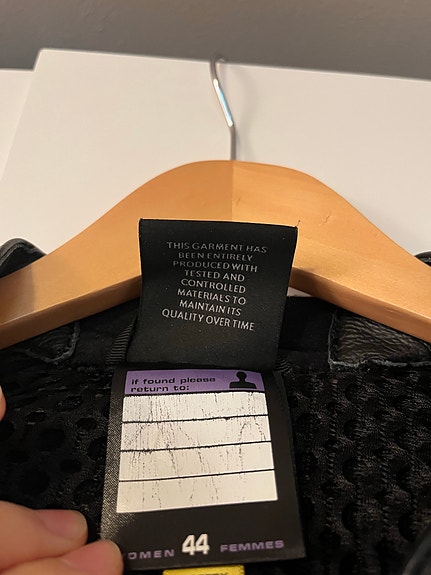 THIS GARMENT HAS
BEEN ENTIRELY
PRODUCED WITH
TESTED AND
CONTROLLED
MATERIALS TO
MAINTAIN ITS
QUALITY OVER TIME
if found please
return to:
OMEN 44 FEMMES